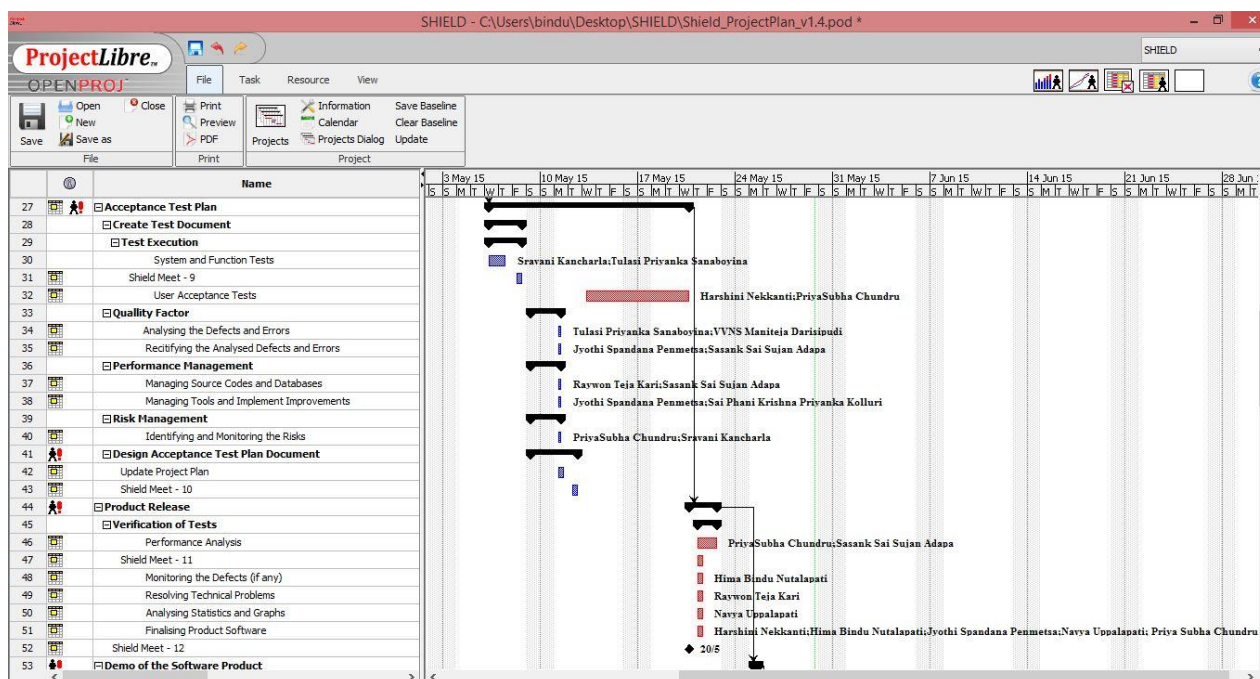 SHIELD - C:\Users\bindu\Desktop\SHIELD\Shield_ProjectPlan_v1.4.pod *
ProjectLibre
SHIELD
OPENPROJ
File Task Resource View
Open Close Print Information Save Baseline
New Preview Calendar Clear Baseline
Save Save as PDF Projects Projects Dialog Update
File Print Project
Name
3 May 15 10 May 15 17 May 15 24 May 15 31 May 15 7 Jun 15 14 Jun 15 21 Jun 15 28 Jun
S S M T W T F S S M T W T F S S M T W T F S S M T W T F S S M T W T F S S M T W T F S S M T W T F S S M T W T F S S M T
27 Acceptance Test Plan
28 Create Test Document
29 Test Execution
30 System and Function Tests Sravani Kancharla;Tulasi Priyanka Sanaboyina
31 Shield Meet - 9
32 User Acceptance Tests Harshini Nekkanti;PriyaSubha Chundru
33 Quallity Factor
34 Analysing the Defects and Errors Tulasi Priyanka Sanaboyina;VVNS Maniteja Darisipudi
35 Recitifying the Analysed Defects and Errors Jyothi Spandana Penmetsa;Sasank Sai Sujan Adapa
36 Performance Management
37 Managing Source Codes and Databases Raywon Teja Kari;Sasank Sai Sujan Adapa
38 Managing Tools and Implement Improvements Jyothi Spandana Penmetsa;Sai Phani Krishna Priyanka Kolluri
39 Risk Management
40 Identifying and Monitoring the Risks PriyaSubha Chundru;Sravani Kancharla
41 Design Acceptance Test Plan Document
42 Update Project Plan
43 Shield Meet - 10
44 Product Release
45 Verification of Tests
46 Performance Analysis PriyaSubha Chundru;Sasank Sai Sujan Adapa
47 Shield Meet - 11
48 Monitoring the Defects (if any) Hima Bindu Nutalapati
49 Resolving Technical Problems Raywon Teja Kari
50 Analysing Statistics and Graphs Navya Uppalapati
51 Finalising Product Software Harshini Nekkanti;Hima Bindu Nutalapati;Jyothi Spandana Penmetsa;Navya Uppalapati; Priya Subha Chundru
52 Shield Meet - 12 20/5
53 Demo of the Software Product